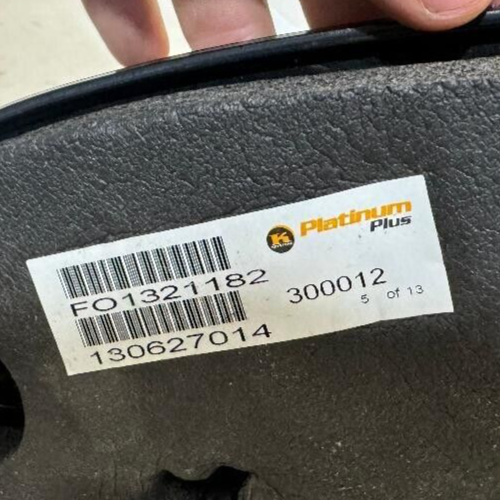 K
Platinum
Plus
FO1321182
300012
5 of 13
130627014